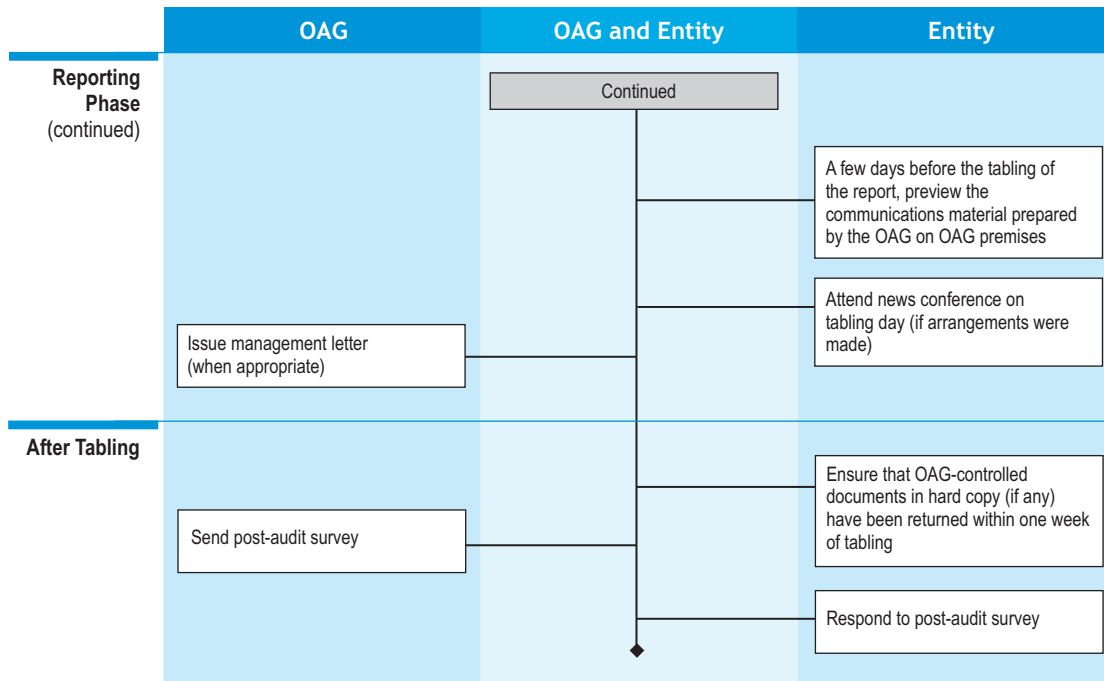 OAG
OAG and Entity
Entity
Reporting
Phase
(continued)
Continued
A few days before the tabling of
the report, preview the
communications material prepared
by the OAG on OAG premises
Attend news conference on
tabling day (if arrangements were
made)
Issue management letter
(when appropriate)
After Tabling
Ensure that OAG-controlled
documents in hard copy (if any)
have been returned within one week
of tabling
Send post-audit survey
Respond to post-audit survey